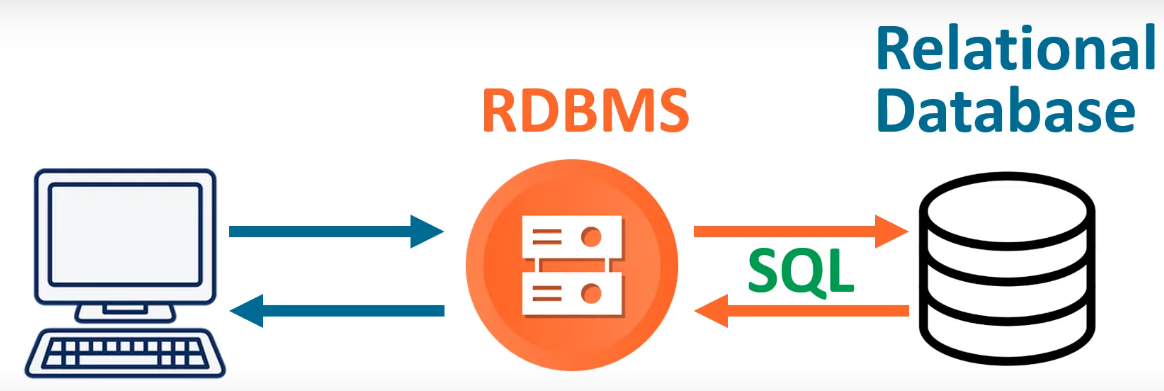 RDBMS
SQL
Relational
Database